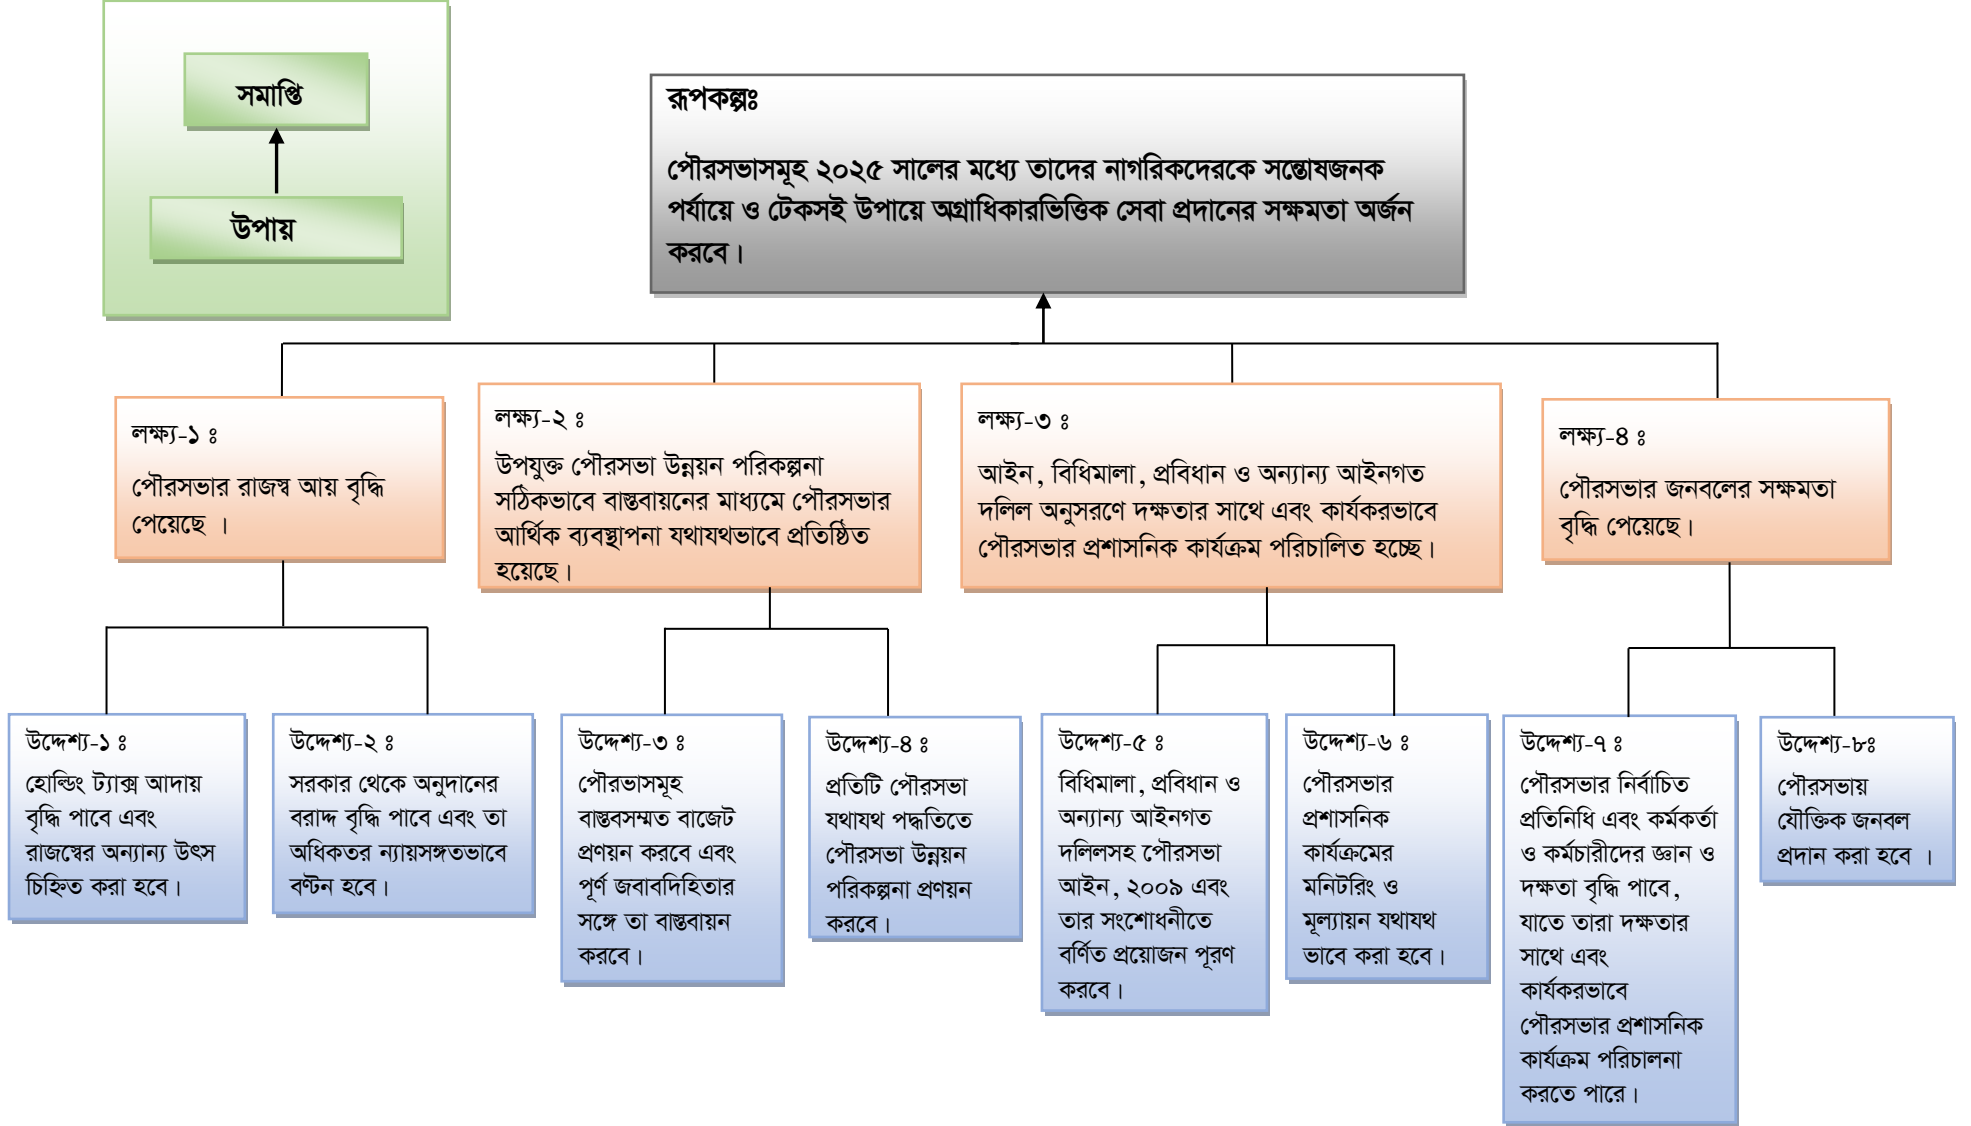 সমাপ্তি
উপায়
রূপকল্পঃ
পৌরসভাসমূহ ২০২৫ সালের মধ্যে তাদের নাগরিকদেরকে সন্তোষজনক
পর্যায়ে ও টেকসই উপায়ে অগ্রাধিকারভিত্তিক সেবা প্রদানের সক্ষমতা অর্জন
করবে।
লক্ষ্য-১ ঃ
পৌরসভার রাজস্ব আয় বৃদ্ধি
পেয়েছে ।
লক্ষ্য-২ ঃ
উপযুক্ত পৌরসভা উন্নয়ন পরিকল্পনা
সঠিকভাবে বাস্তবায়নের মাধ্যমে পৌরসভার
আর্থিক ব্যবস্থাপনা যথাযথভাবে প্রতিষ্ঠিত
হয়েছে।
লক্ষ্য-৩ ঃ
আইন, বিধিমালা, প্রবিধান ও অন্যান্য আইনগত
দলিল অনুসরণে দক্ষতার সাথে এবং কার্যকরভাবে
পৌরসভার প্রশাসনিক কার্যক্রম পরিচালিত হচ্ছে।
লক্ষ্য-৪ ঃ
পৌরসভার জনবলের সক্ষমতা
বৃদ্ধি পেয়েছে।
উদ্দেশ্য-১ ঃ
হোল্ডিং ট্যাক্স আদায়
বৃদ্ধি পাবে এবং
রাজস্বের অন্যান্য উৎস
চিহ্নিত করা হবে।
উদ্দেশ্য-২ ঃ
সরকার থেকে অনুদানের
বরাদ্দ বৃদ্ধি পাবে এবং তা
অধিকতর ন্যায়সঙ্গতভাবে
বণ্টন হবে।
উদ্দেশ্য-৩ ঃ
পৌরভাসমূহ
বাস্তবসম্মত বাজেট
প্রণয়ন করবে এবং
পূর্ণ জবাবদিহিতার
সঙ্গে তা বাস্তবায়ন
করবে।
উদ্দেশ্য-৪ ঃ
প্রতিটি পৌরসভা
যথাযথ পদ্ধতিতে
পৌরসভা উন্নয়ন
পরিকল্পনা প্রণয়ন
করবে।
উদ্দেশ্য-৫ ঃ
বিধিমালা, প্রবিধান ও
অন্যান্য আইনগত
দলিলসহ পৌরসভা
আইন, ২০০৯ এবং
তার সংশোধনীতে
বর্ণিত প্রয়োজন পূরণ
করবে।
উদ্দেশ্য-৬ ঃ
পৌরসভার
প্রশাসনিক
কার্যক্রমের
মনিটরিং ও
মূল্যায়ন যথাযথ
ভাবে করা হবে।
উদ্দেশ্য-৭ ঃ
পৌরসভার নির্বাচিত
প্রতিনিধি এবং কর্মকর্তা
ও কর্মচারীদের জ্ঞান ও
দক্ষতা বৃদ্ধি পাবে,
যাতে তারা দক্ষতার
সাথে এবং
কার্যকরভাবে
পৌরসভার প্রশাসনিক
কার্যক্রম পরিচালনা
করতে পারে।
উদ্দেশ্য-৮ঃ
পৌরসভায়
যৌক্তিক জনবল
প্রদান করা হবে ।